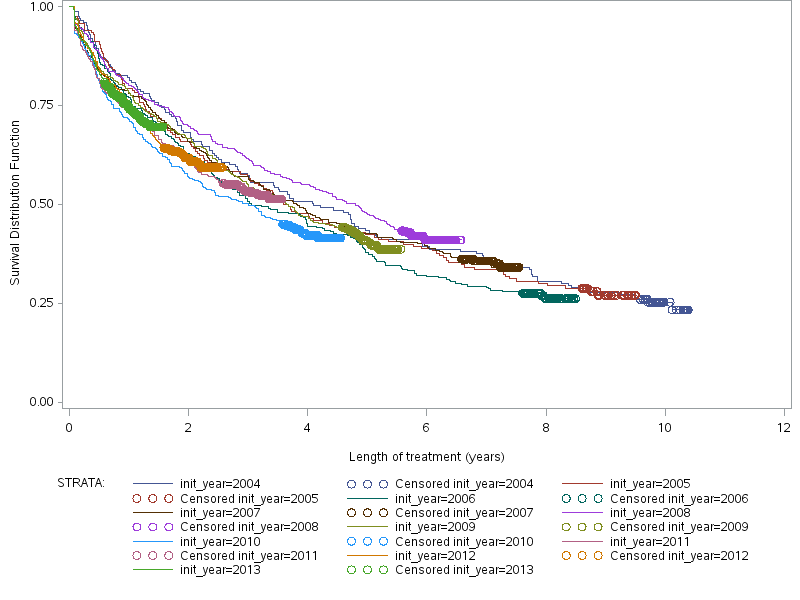 1.00
0.75
0.50
0.25
0.00
Survival Distribution Function
0 2 4 6 8 10 12
Length of treatment (years)
STRATA: init_year=2004 Censored init_year=2004 init_year=2005
Censored init_year=2005 init_year=2006 Censored init_year=2006
init_year=2007 Censored init_year=2007 init_year=2008
Censored init_year=2008 init_year=2009 Censored init_year=2009
init_year=2010 Censored init_year=2010 init_year=2011
Censored init_year=2011 init_year=2012 Censored init_year=2012
init_year=2013 Censored init_year=2013